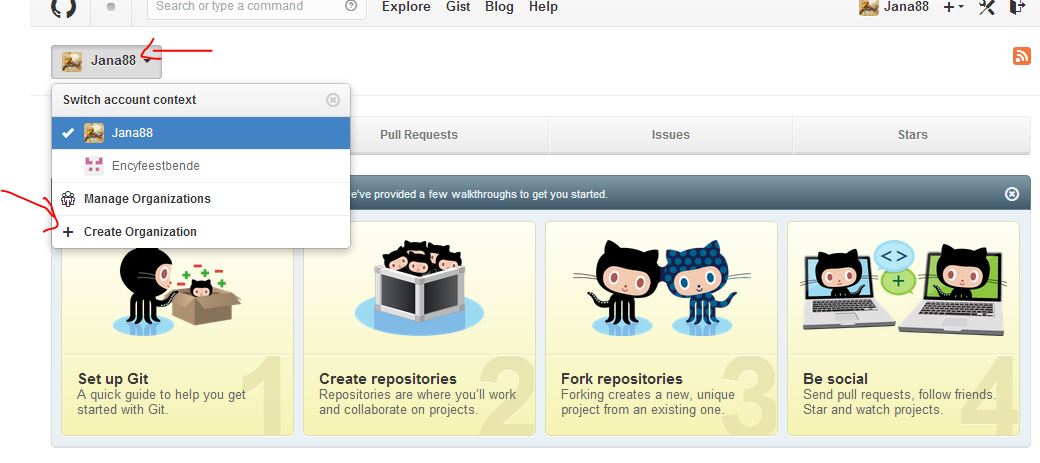 Search or type a command
Explore Gist Blog Help
Jana88
Jana88
Switch account context
Jana88
Encyfeestbende
Manage Organizations
Create Organization
Pull Requests
Issues
Stars
e've provided a few walkthroughs to get you started.
1
Set up Git
A quick guide to help you get
started with Git.
2
Create repositories
Repositories are where you'll work
and collaborate on projects.
3
Fork repositories
Forking creates a new, unique
project from an existing one.
<>
+
4
Be social
Send pull requests, follow friends.
Star and watch projects.